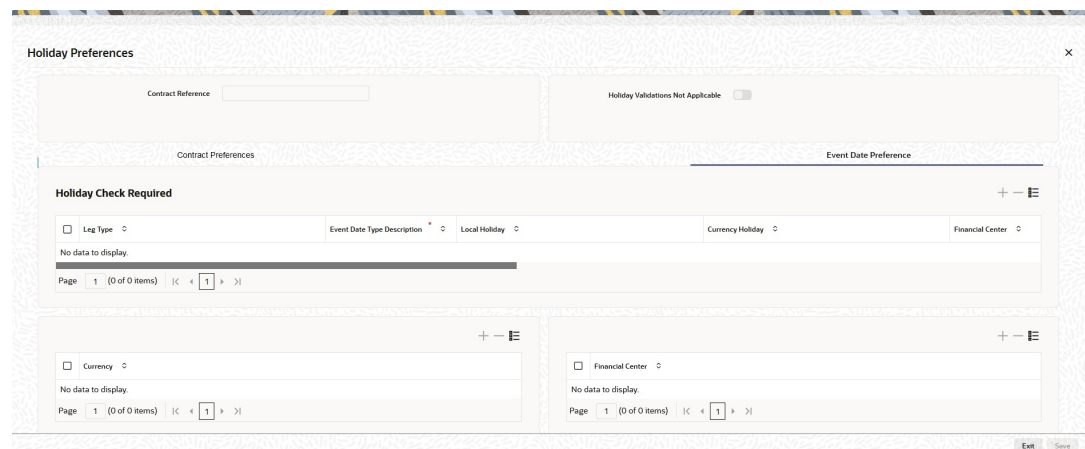 Holiday Preferences
Contract Reference
Holiday Validations Not Applicable
Contract Preferences Event Date Preference
Holiday Check Required
Leg Type Event Date Type Description * Local Holiday Currency Holiday Financial Center
No data to display.
Page 1 (0 of 0 items) 1
Currency
No data to display.
Page 1 (0 of 0 items) 1
Financial Center
No data to display.
Page 1 (0 of 0 items) 1
Exit Save